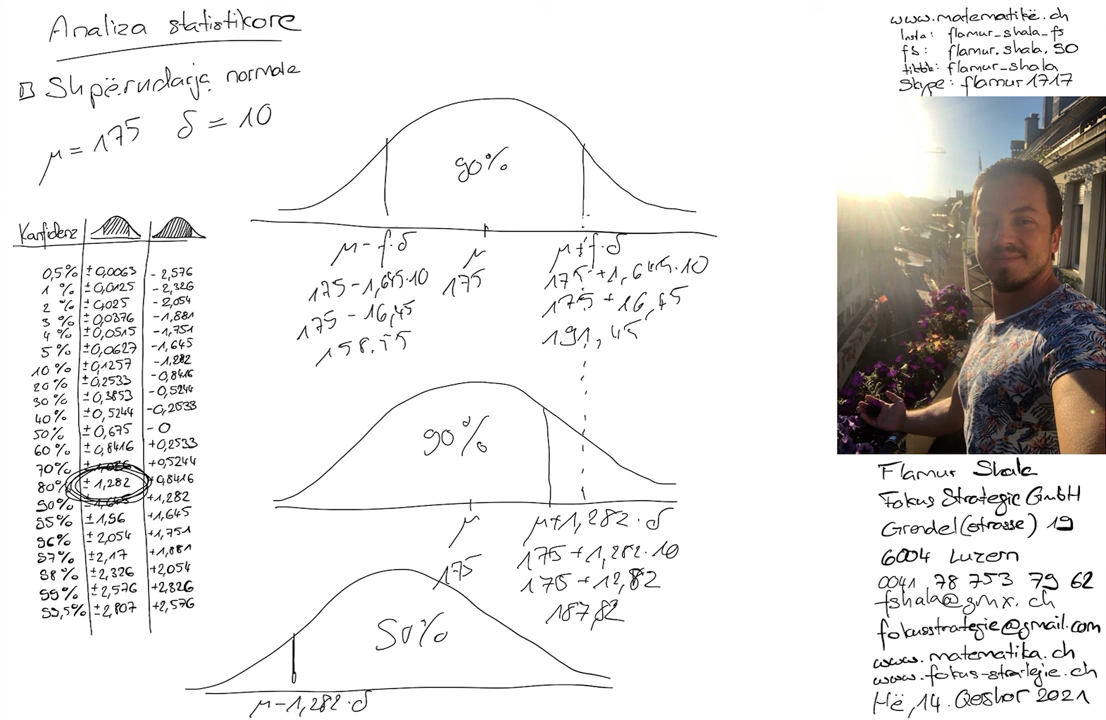 Analiza statistikore
Shpërndarja normale
μ = 175 δ = 10
Konfidenz
0,5% ±0,0063 -2,576
1 % ±0,0125 -2,326
2 % ±0,025 -2,054
3 % ±0,0376 -1,881
4 % ±0,0515 -1,751
5 % ±0,0627 -1,645
10 % ±0,1257 -1,282
20 % ±0,2533 -0,8416
30 % ±0,3853 -0,5244
40% ±0,5244 -0,2533
50% ±0,675 -0
60% ±0,8416 +0,2533
70% +0,5244
80% ±1,282 +0,8416
90% ±1,645 +1,282
95% ±1,96 +1,645
96% ±2,054 +1,751
97% ±2,17 +1,881
98% ±2,326 +2,054
99% ±2,576 +2,326
99,5% ±2,807 +2,576
90%
μ - f·δ μ μ + f·δ
175 - 1,645·10 175 175 + 1,645·10
175 - 16,45 175 + 16,45
158,55 191,45
90%
μ μ+1,282·δ
175 175 + 1,282·10
175 + 12,82
187,82
90%
μ-1,282·δ
www.matematikë.ch
Insta: flamur_shala_fs
fb: flamur.shala.90
tiktok: flamur_shala
Skype: flamur1717
Flamur Shala
Fokus Strategie GmbH
Grendel(strasse) 19
6004 Luzern
0041 78 753 79 62
fshala@gmx.ch
fokusstrategie@gmail.com
www.matematika.ch
www.fokus-strategie.ch
Hë, 14. Qershor 2021